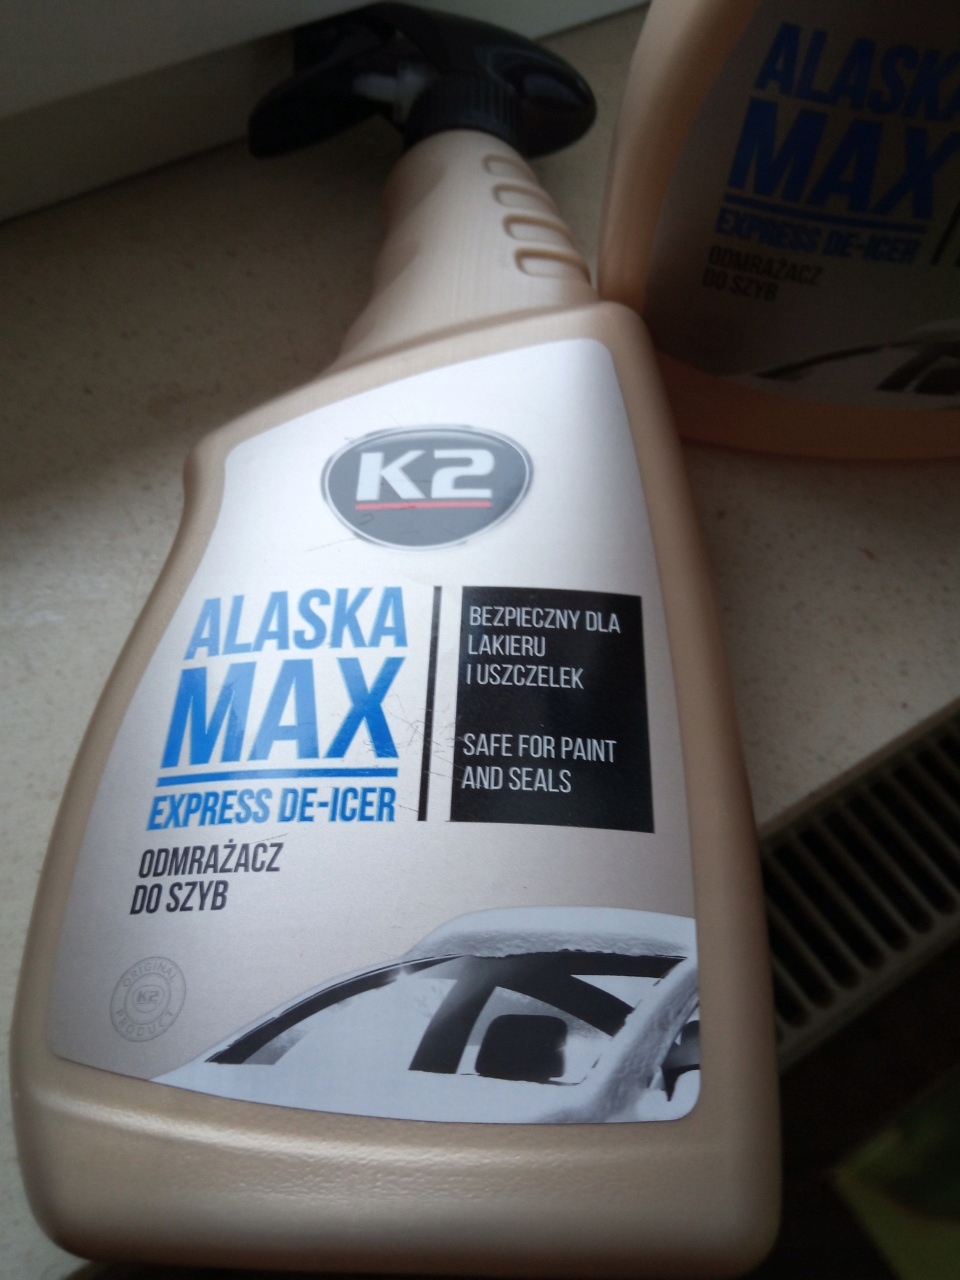 K2
ALASKA
MAX
EXPRESS DE-ICER
ODMRAŻACZ
DO SZYB
BEZPIECZNY DLA
LAKIERU
I USZCZELEK
SAFE FOR PAINT
AND SEALS
ORIGINAL
K2
PRODUCT
ALASKA
MAX
EXPRESS DE-ICER
ODMRAŻACZ
DO SZYB